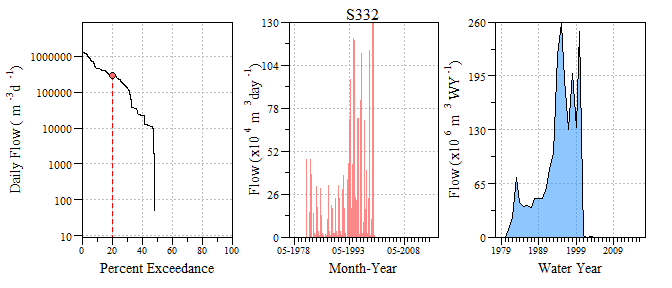 S332
Daily Flow ( m ³ d ⁻¹)
1000000
100000
10000
1000
100
10
0 20 40 60 80 100
Percent Exceedance
Flow (x10 ⁴ m ³ day ⁻¹)
130
104
78
52
26
0
05-1978 05-1993 05-2008
Month-Year
Flow (x10 ⁶ m ³ WY⁻¹)
260
195
130
65
0
1979 1989 1999 2009
Water Year